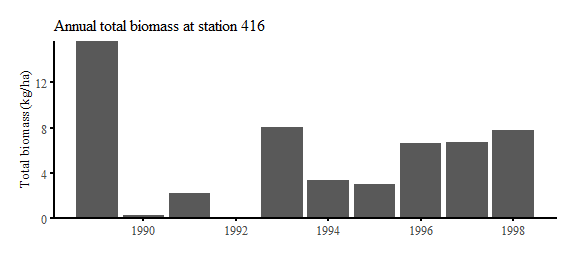 Annual total biomass at station 416
Total biomass (kg/ha)
12
8
4
0
1990 1992 1994 1996 1998